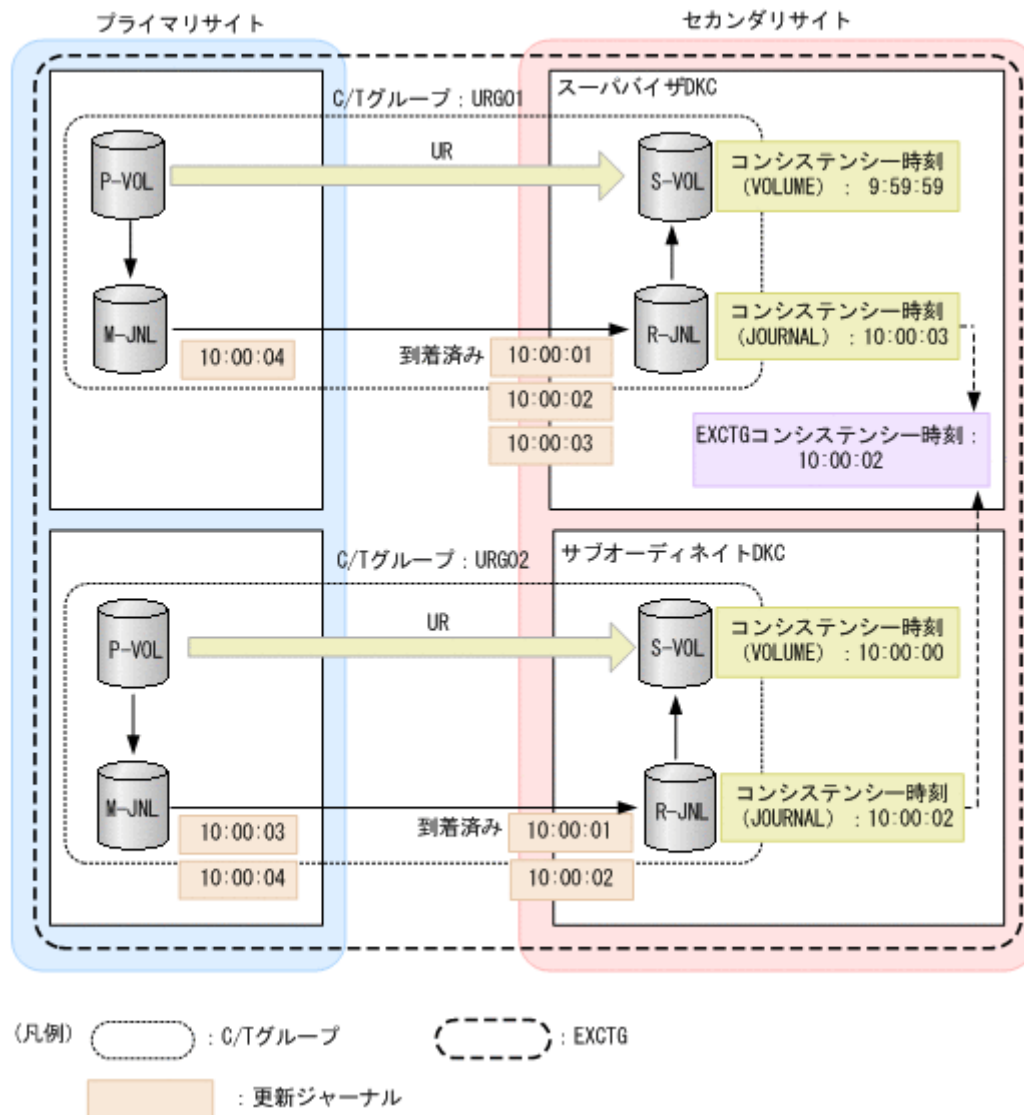 プライマリサイト
セカンダリサイト
C/Tグループ：URG01
スーパバイザDKC
UR
P-VOL
S-VOL
コンシステンシー時刻
(VOLUME) ： 9:59:59
M-JNL
10:00:04
到着済み
10:00:01
10:00:02
10:00:03
R-JNL
コンシステンシー時刻
(JOURNAL) ：10:00:03
EXCTGコンシステンシー時刻：
10:00:02
C/Tグループ：URG02
サブオーディネイトDKC
UR
P-VOL
S-VOL
コンシステンシー時刻
(VOLUME) ：10:00:00
M-JNL
10:00:03
10:00:04
到着済み
10:00:01
10:00:02
R-JNL
コンシステンシー時刻
(JOURNAL) ：10:00:02
(凡例)
：C/Tグループ
：EXCTG
：更新ジャーナル